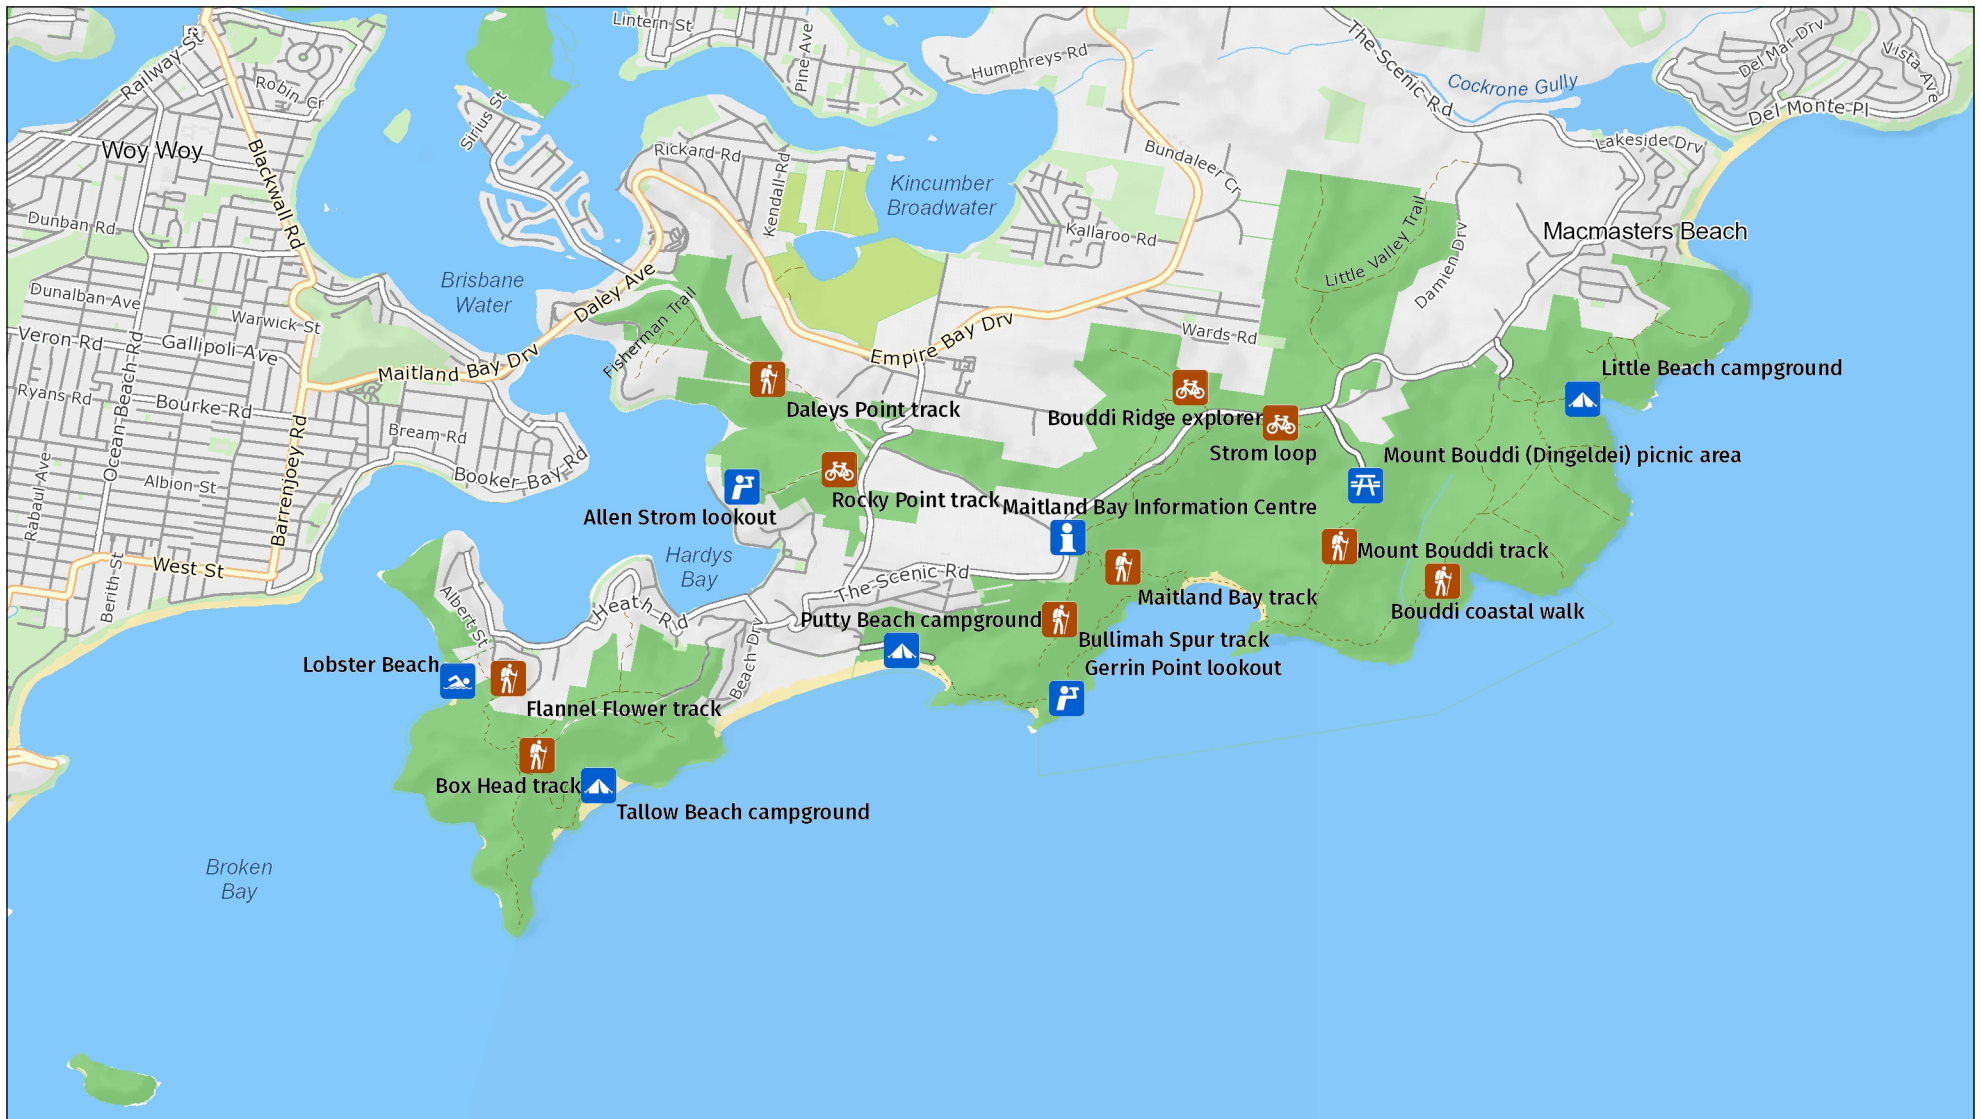 Lintern St
Pine Ave
Humphreys Rd
The Scenic Rd
Cockrone Gully
Del Mar Drv
Vista Ave
Del Monte Pl
Railway St
Robin Cr
Sirius St
Woy Woy
Blackwall Rd
Rickard Rd
Kendall Rd
Kincumber
Broadwater
Bundaleer Cr
Lakeside Drv
Dunban Rd
Kallaroo Rd
Little Valley Trail
Damien Drv
Macmasters Beach
Brisbane
Water
Daley Ave
Dunalban Ave
Warwick St
Fisherman Trail
Veron Rd
Gallipoli Ave
Ocean Beach Rd
Maitland Bay Drv
Empire Bay Drv
Wards Rd
Little Beach campground
Ryans Rd
Bourke Rd
Daleys Point track
Bouddi Ridge explorer
Bream Rd
Barrenjoey Rd
Strom loop
Mount Bouddi (Dingeldei) picnic area
Rabaul Ave
Albion St
Booker Bay Rd
Rocky Point track
Maitland Bay Information Centre
Allen Strom lookout
Hardys
Bay
Mount Bouddi track
West St
Berith St
The Scenic Rd
Albert St
Heath Rd
Maitland Bay track
Bouddi coastal walk
Putty Beach campground
Bullimah Spur track
Beach Drv
Lobster Beach
Gerrin Point lookout
Flannel Flower track
Box Head track
Tallow Beach campground
Broken
Bay